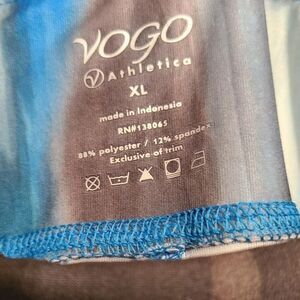 VOGO
Athletica
XL
made in Indonesia
RN#138065
88% polyester / 12% spandex
Exclusive of trim